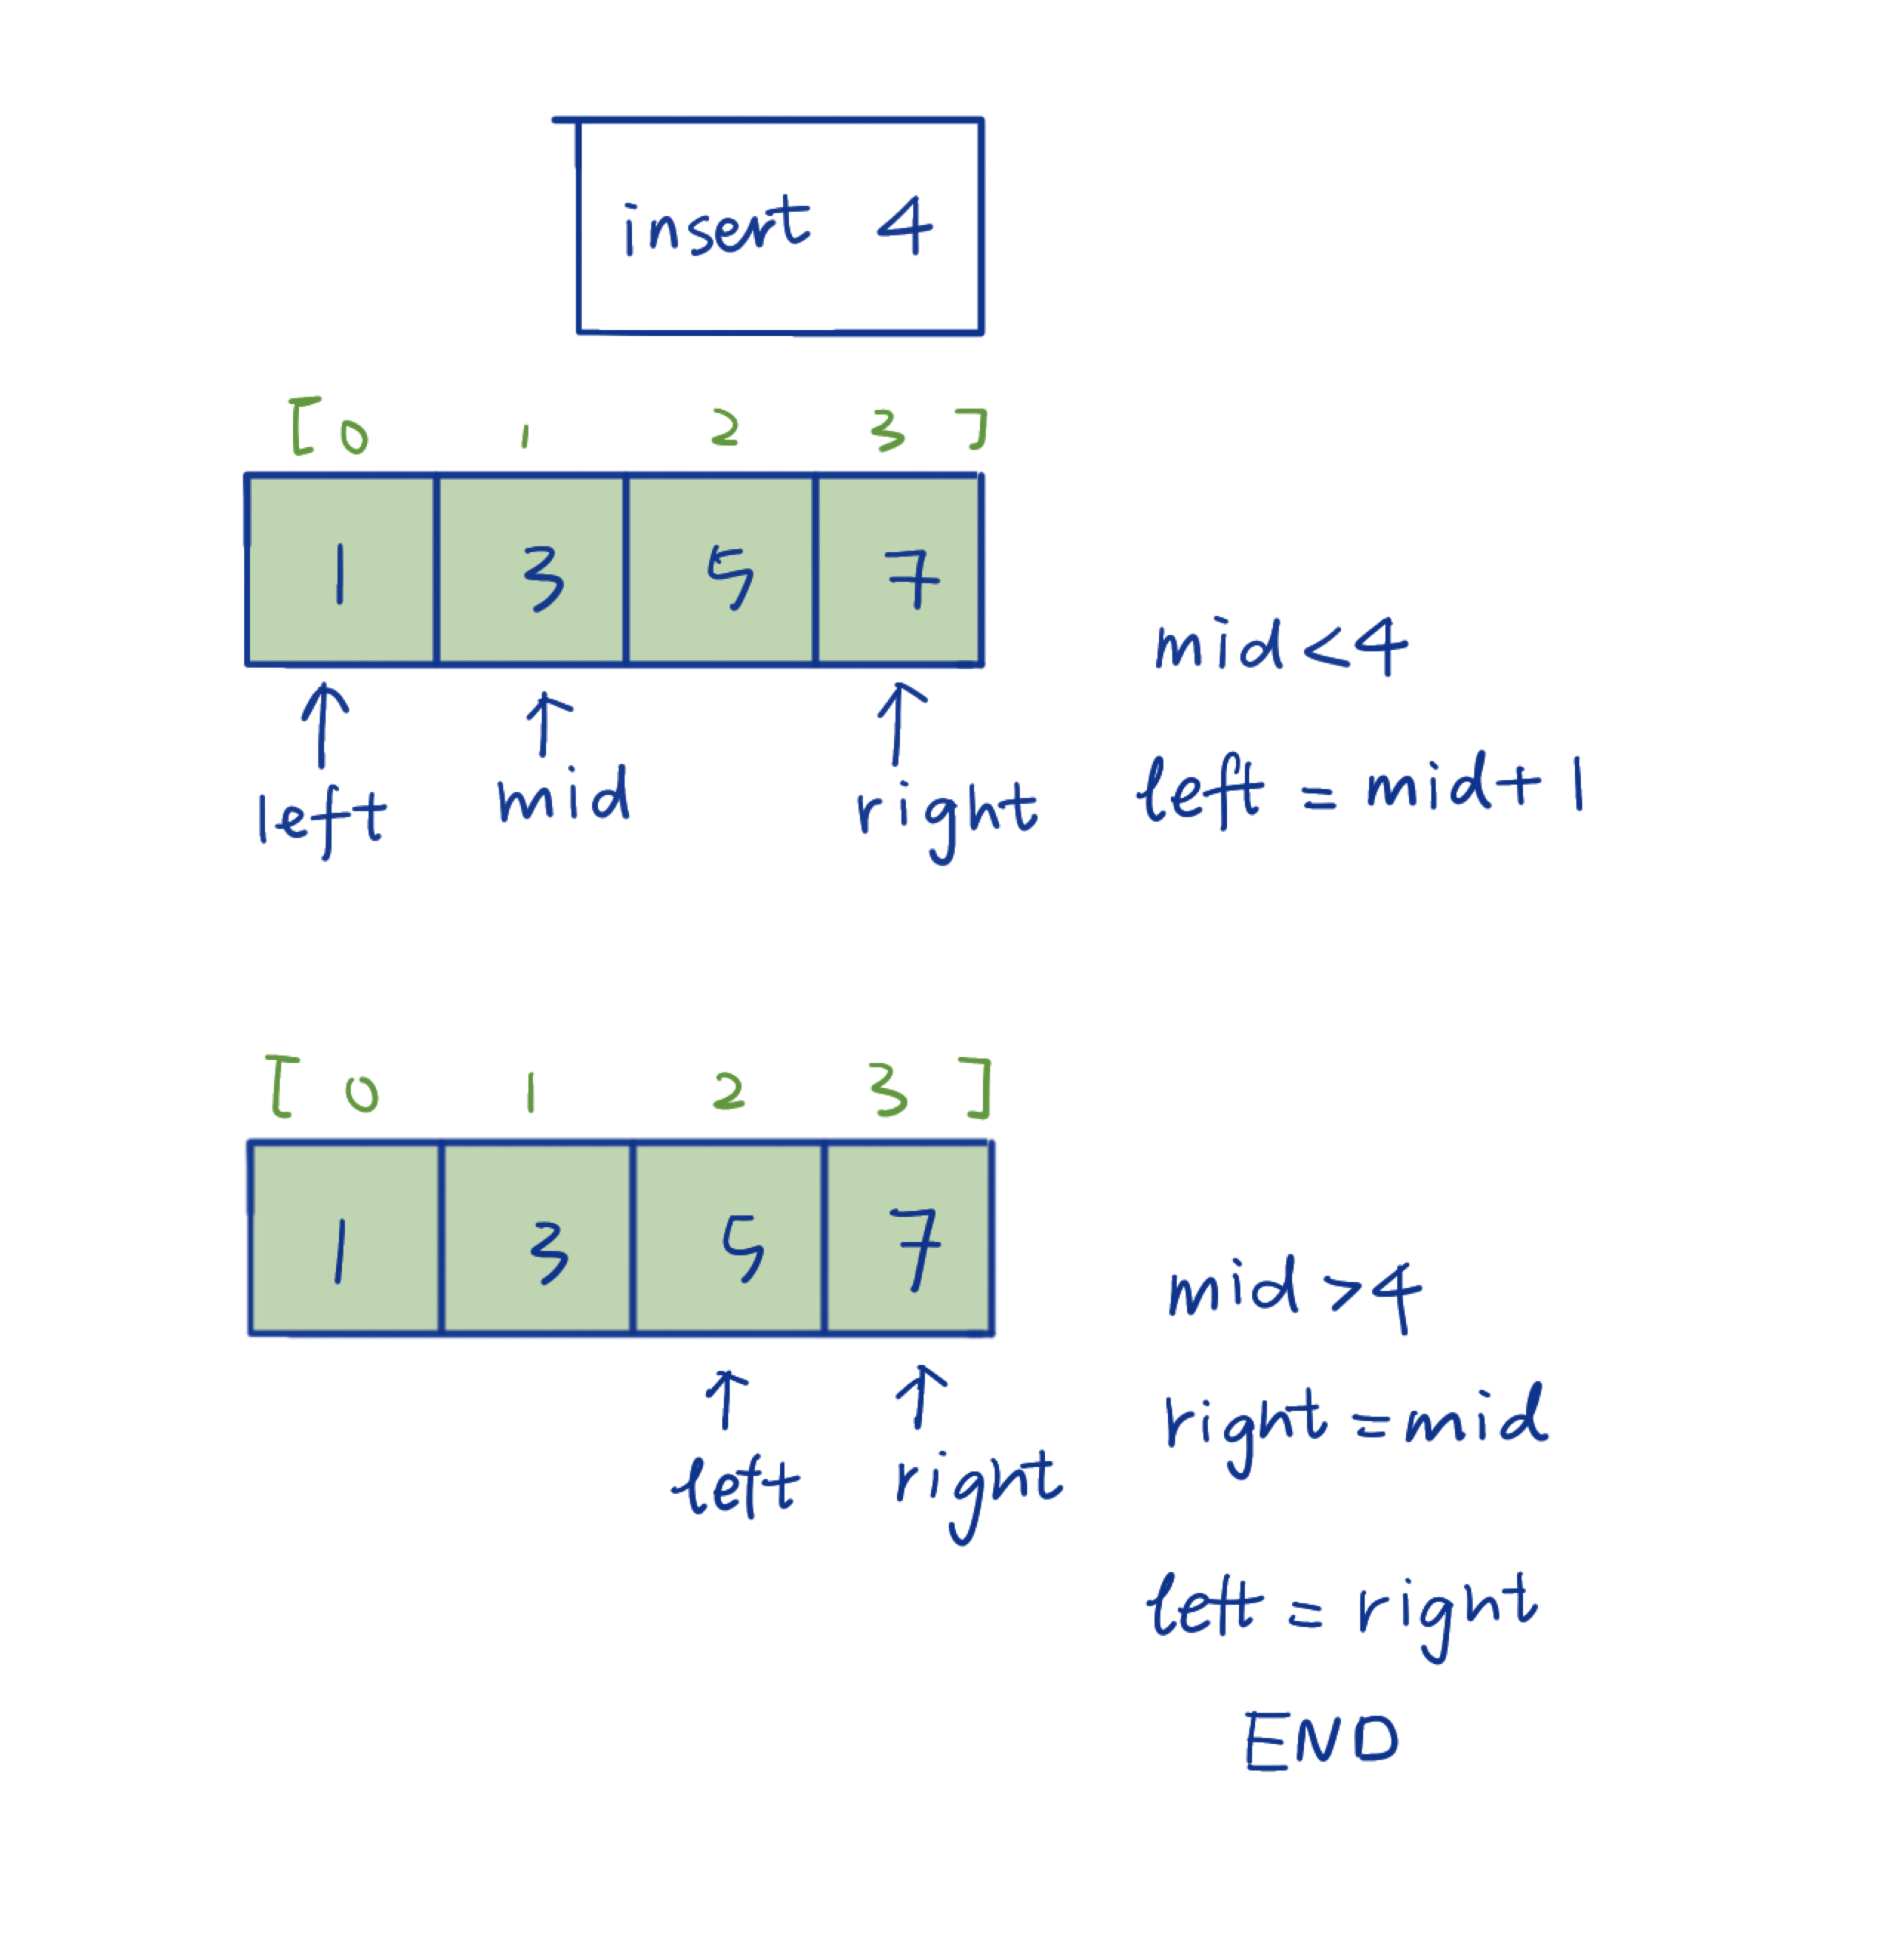 insert 4
[ 0 1 2 3 ]
1 3 5 7
mid < 4
left mid right
left = mid + 1
[ 0 1 2 3 ]
1 3 5 7
mid > 4
right = mid
left right
left = right
END